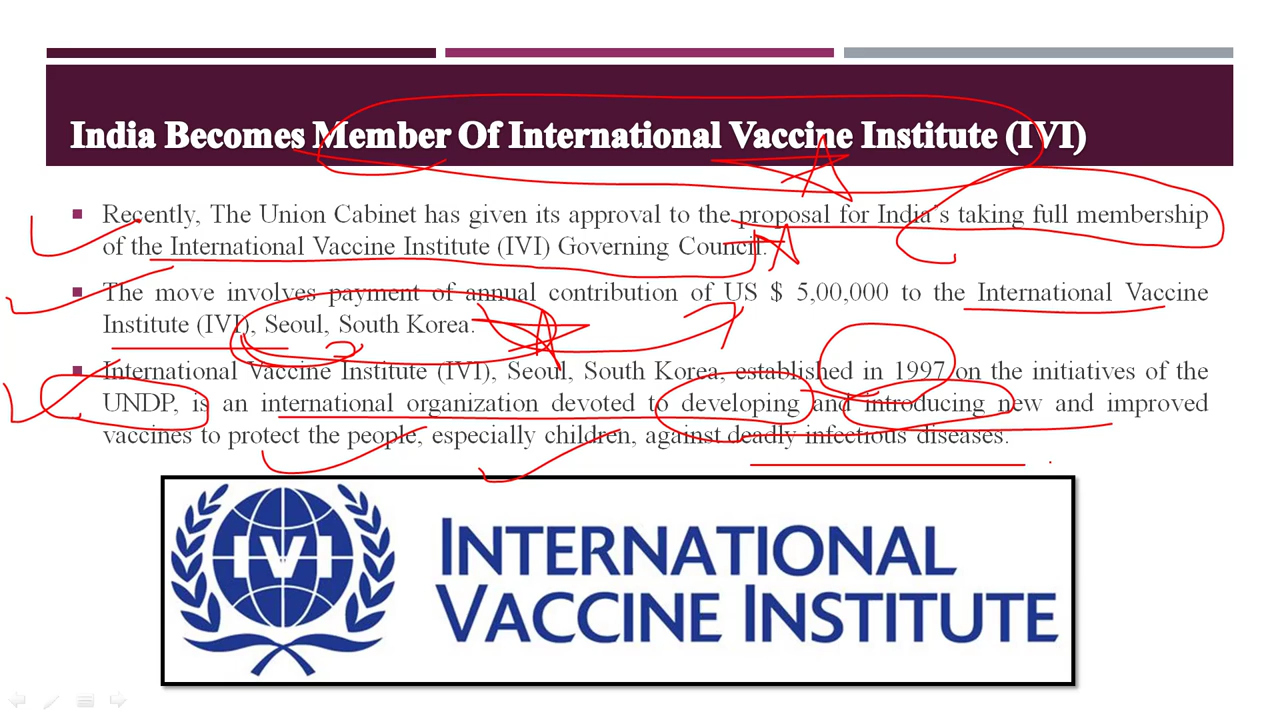 India Becomes Member Of International Vaccine Institute (IVI)
Recently, The Union Cabinet has given its approval to the proposal for India's taking full membership
of the International Vaccine Institute (IVI) Governing Council.
The move involves payment of annual contribution of US $ 5,00,000 to the International Vaccine
Institute (IVI), Seoul, South Korea.
International Vaccine Institute (IVI), Seoul, South Korea, established in 1997 on the initiatives of the
UNDP, is an international organization devoted to developing and introducing new and improved
vaccines to protect the people, especially children, against deadly infectious diseases.
IVI
INTERNATIONAL
VACCINE INSTITUTE